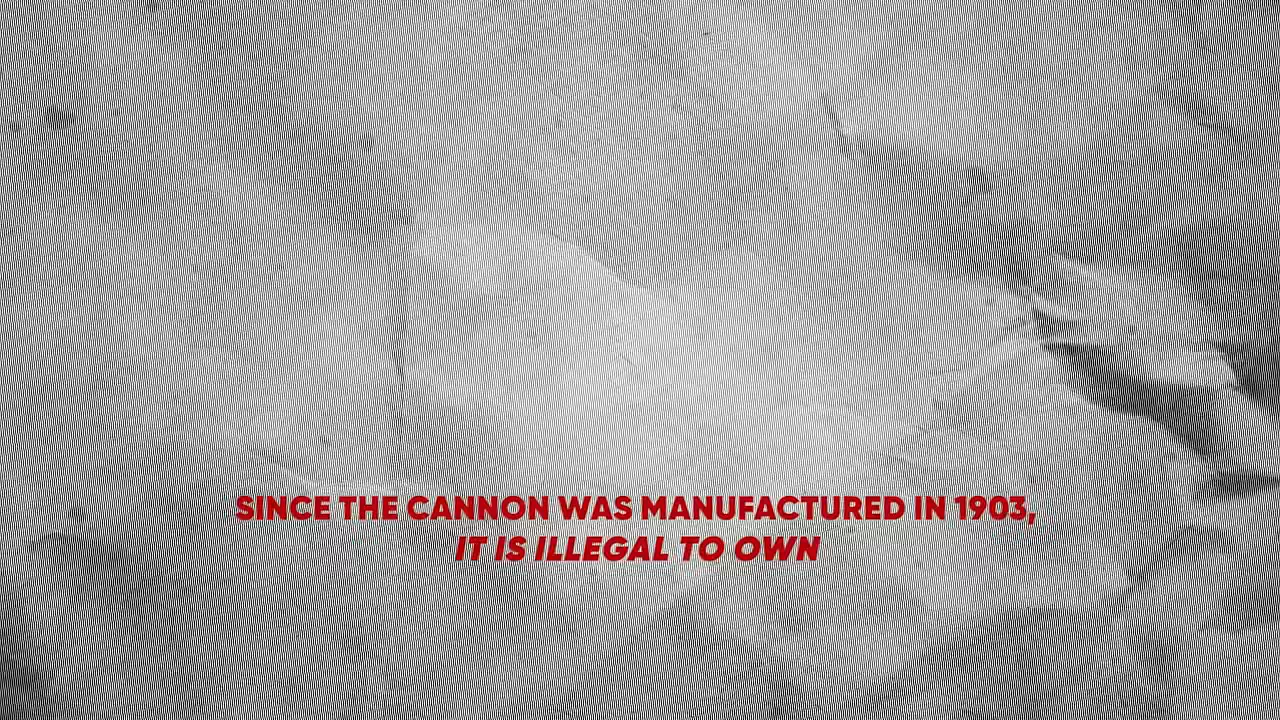 SINCE THE CANNON WAS MANUFACTURED IN 1903,
IT IS ILLEGAL TO OWN